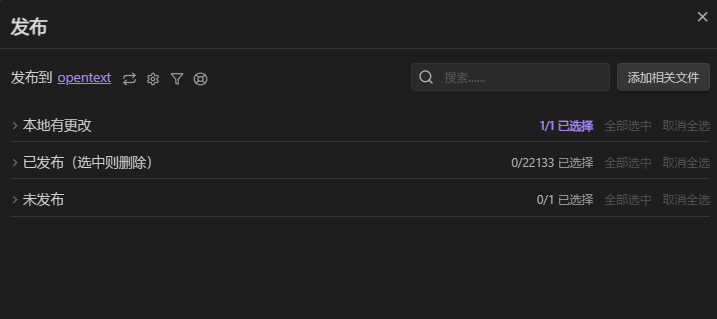 发布
发布到 opentext 搜索…… 添加相关文件
本地有更改 1/1 已选择 全部选中 取消全选
已发布（选中则删除） 0/22133 已选择 全部选中 取消全选
未发布 0/1 已选择 全部选中 取消全选